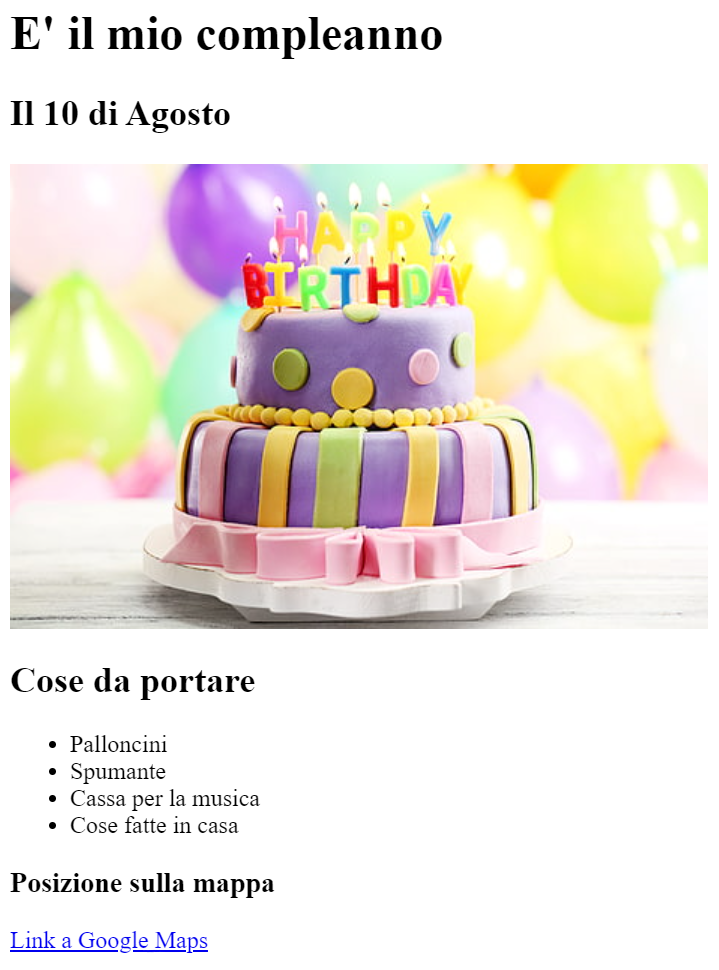 E' il mio compleanno
Il 10 di Agosto
HAPPY
BIRTHDAY
Cose da portare
Palloncini
Spumante
Cassa per la musica
Cose fatte in casa
Posizione sulla mappa
Link a Google Maps